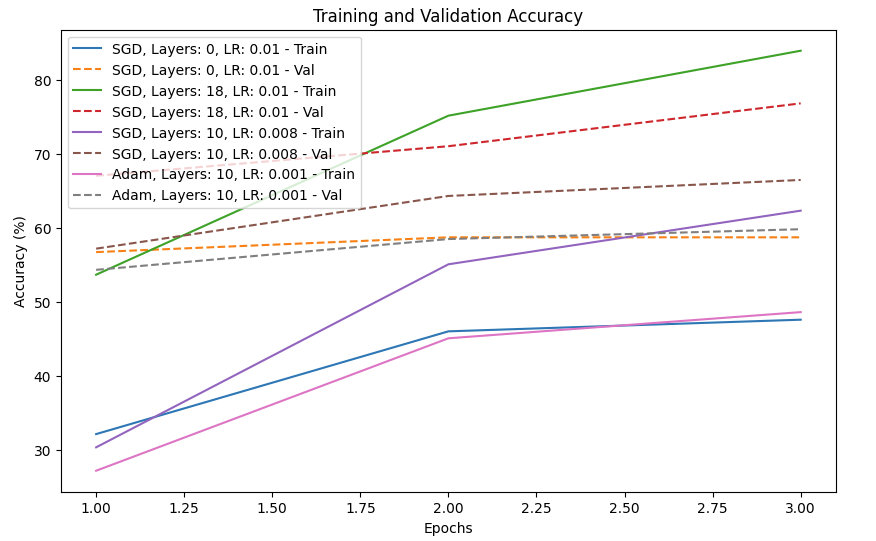 Training and Validation Accuracy
SGD, Layers: 0, LR: 0.01 - Train
SGD, Layers: 0, LR: 0.01 - Val
SGD, Layers: 18, LR: 0.01 - Train
SGD, Layers: 18, LR: 0.01 - Val
SGD, Layers: 10, LR: 0.008 - Train
SGD, Layers: 10, LR: 0.008 - Val
Adam, Layers: 10, LR: 0.001 - Train
Adam, Layers: 10, LR: 0.001 - Val
Accuracy (%)
80
70
60
50
40
30
1.00 1.25 1.50 1.75 2.00 2.25 2.50 2.75 3.00
Epochs